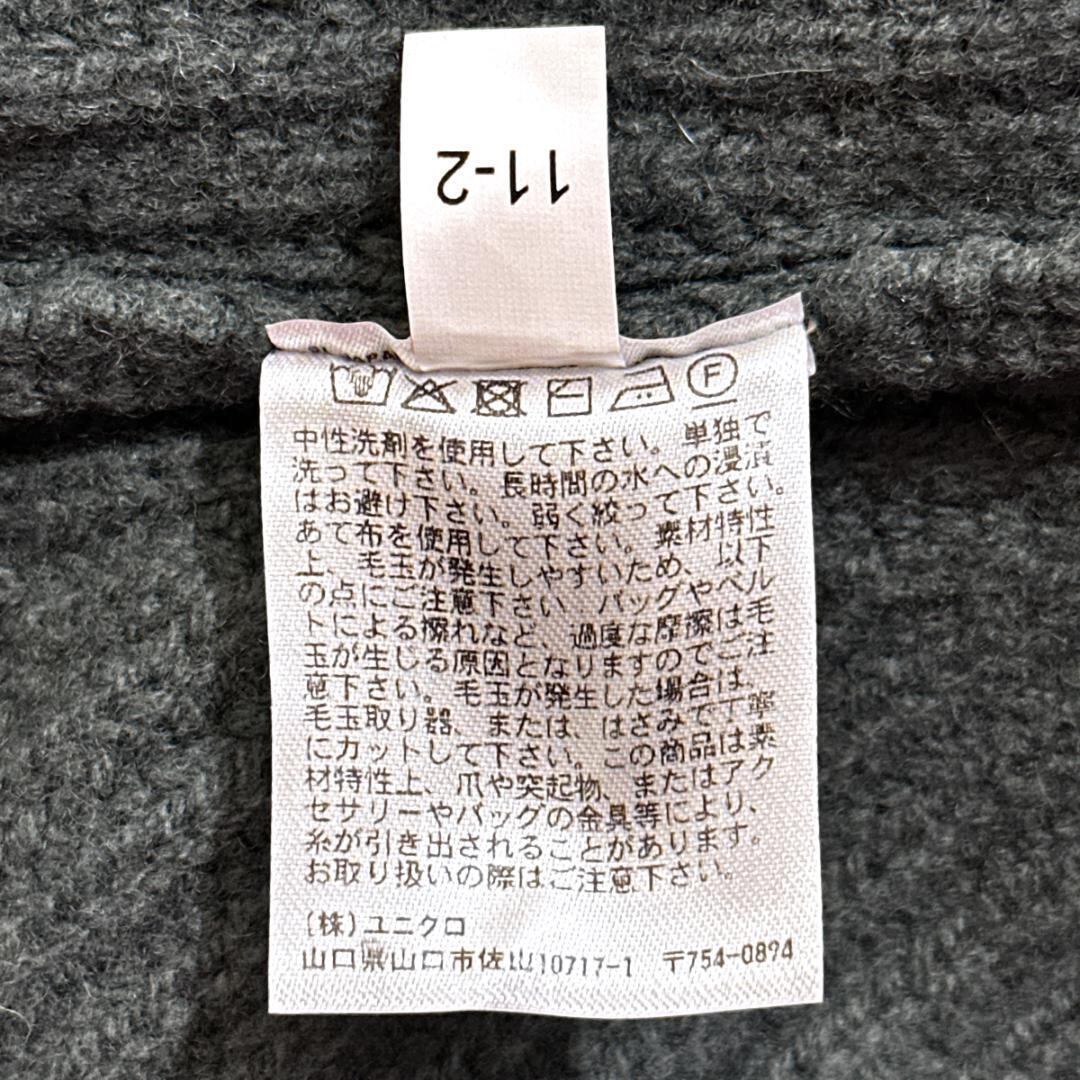 11-2
F
中性洗剤を使用して下さい。単独で
洗って下さい。長時間の水への浸漬
はお避け下さい。弱く絞って下さい。
あて布を使用して下さい。素材特性
上、毛玉が発生しやすいため、以下
の点にご注意下さい バッグやベル
トによる擦れなど、過度な摩擦は毛
玉が生じる原因となりますのでご注
意下さい。毛玉が発生した場合は、
毛玉取り器、または、はさみで丁寧
にカットして下さい。この商品は素
材特性上、爪や突起物、またはアク
セサリーやバッグの金具等により、
糸が引き出されることがあります。
お取り扱いの際はご注意下さい。
(株)ユニクロ
山口県山口市佐山10717-1 〒754-0894